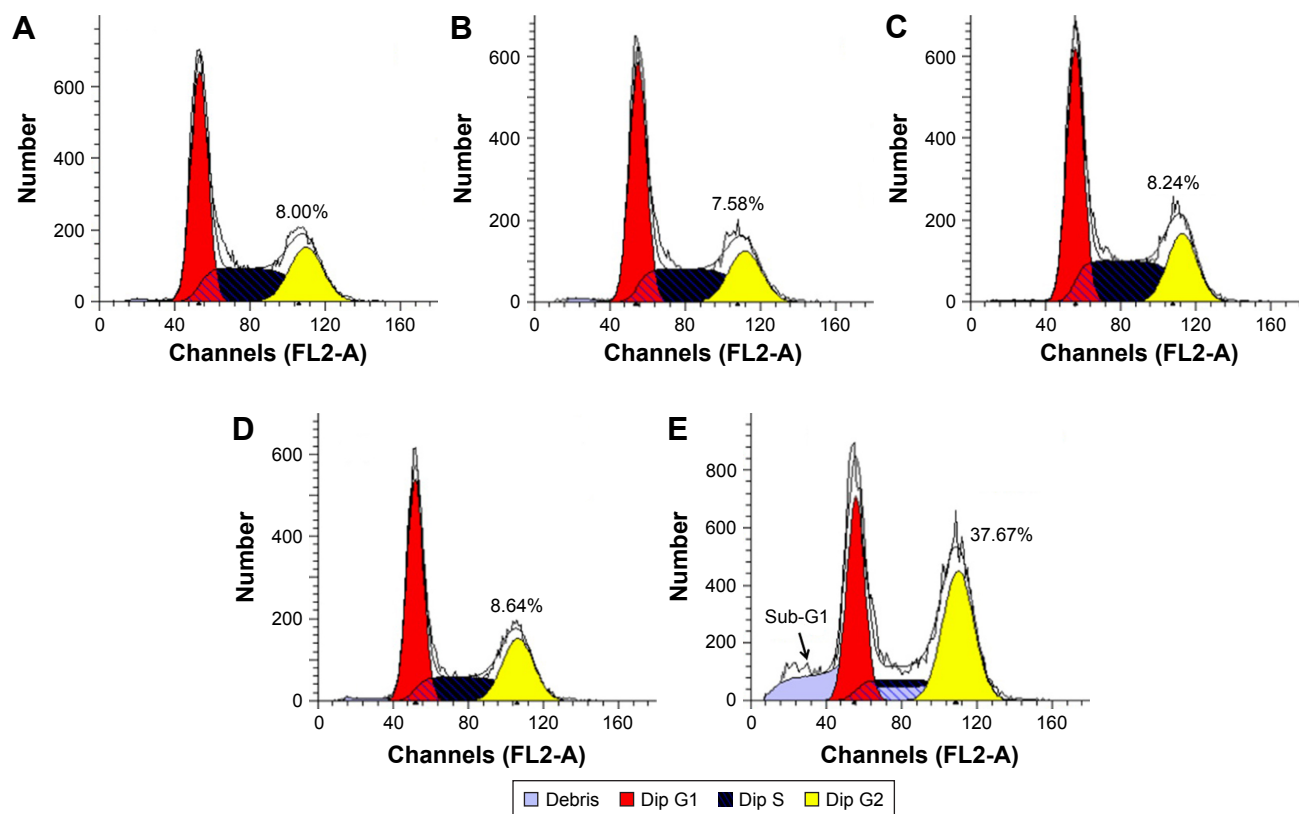 A
Number
600
400
200
0
8.00%
0 40 80 120 160
Channels (FL2-A)
B
Number
600
400
200
0
7.58%
0 40 80 120 160
Channels (FL2-A)
C
Number
600
400
200
0
8.24%
0 40 80 120 160
Channels (FL2-A)
D
Number
600
400
200
0
8.64%
0 40 80 120 160
Channels (FL2-A)
E
Number
800
600
400
200
0
37.67%
Sub-G1
0 40 80 120 160
Channels (FL2-A)
Debris Dip G1 Dip S Dip G2